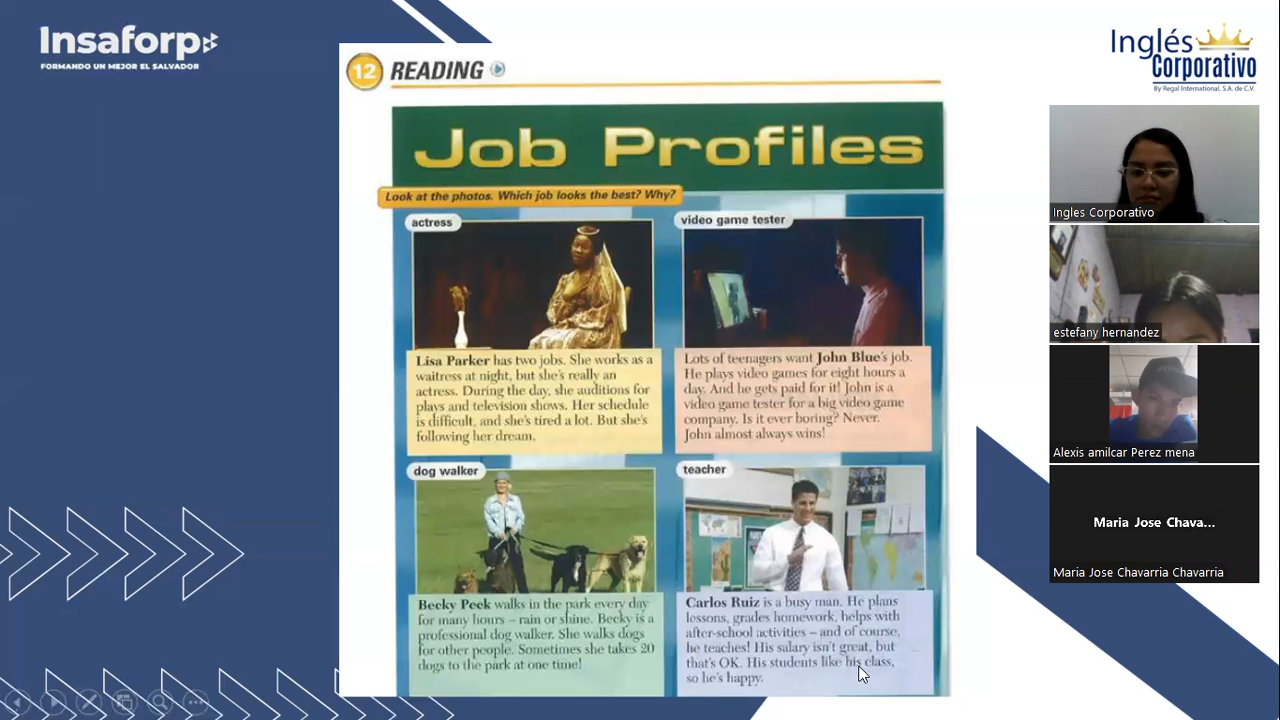 Insaforp
FORMANDO UN MEJOR EL SALVADOR
Inglés
Corporativo
By Regal International, S.A. de C.V.
12 READING
Job Profiles
Look at the photos. Which job looks the best? Why?
actress
Lisa Parker has two jobs. She works as a
waitress at night, but she's really an
actress. During the day, she auditions for
plays and television shows. Her schedule
is difficult, and she's tired a lot. But she's
following her dream.
video game tester
Lots of teenagers want John Blue's job.
He plays video games for eight hours a
day. And he gets paid for it! John is a
video game tester for a big video game
company. Is it ever boring? Never.
John almost always wins!
dog walker
Becky Peek walks in the park every day
for many hours – rain or shine. Becky is a
professional dog walker. She walks dogs
for other people. Sometimes she takes 20
dogs to the park at one time!
teacher
Carlos Ruiz is a busy man. He plans
lessons, grades homework, helps with
after-school activities – and of course,
he teaches! His salary isn't great, but
that's OK. His students like his class,
so he's happy.
Ingles Corporativo
estefany hernandez
Alexis amilcar Perez mena
Maria Jose Chava...
Maria Jose Chavarria Chavarria